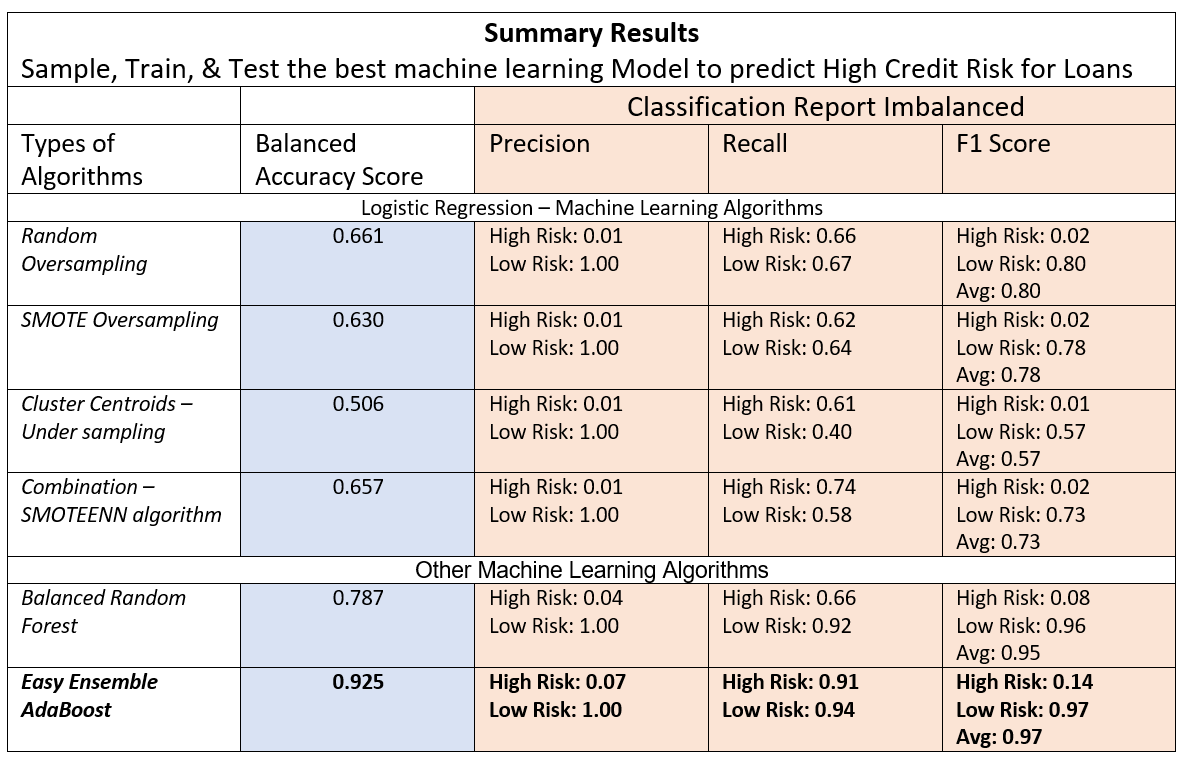 Summary Results
Sample, Train, & Test the best machine learning Model to predict High Credit Risk for Loans
Classification Report Imbalanced
Types of
Algorithms
Balanced
Accuracy Score
Precision
Recall
F1 Score
Logistic Regression – Machine Learning Algorithms
Random
Oversampling
0.661
High Risk: 0.01
Low Risk: 1.00
High Risk: 0.66
Low Risk: 0.67
High Risk: 0.02
Low Risk: 0.80
Avg: 0.80
SMOTE Oversampling
0.630
High Risk: 0.01
Low Risk: 1.00
High Risk: 0.62
Low Risk: 0.64
High Risk: 0.02
Low Risk: 0.78
Avg: 0.78
Cluster Centroids –
Under sampling
0.506
High Risk: 0.01
Low Risk: 1.00
High Risk: 0.61
Low Risk: 0.40
High Risk: 0.01
Low Risk: 0.57
Avg: 0.57
Combination –
SMOTEENN algorithm
0.657
High Risk: 0.01
Low Risk: 1.00
High Risk: 0.74
Low Risk: 0.58
High Risk: 0.02
Low Risk: 0.73
Avg: 0.73
Other Machine Learning Algorithms
Balanced Random
Forest
0.787
High Risk: 0.04
Low Risk: 1.00
High Risk: 0.66
Low Risk: 0.92
High Risk: 0.08
Low Risk: 0.96
Avg: 0.95
Easy Ensemble
AdaBoost
0.925
High Risk: 0.07
Low Risk: 1.00
High Risk: 0.91
Low Risk: 0.94
High Risk: 0.14
Low Risk: 0.97
Avg: 0.97